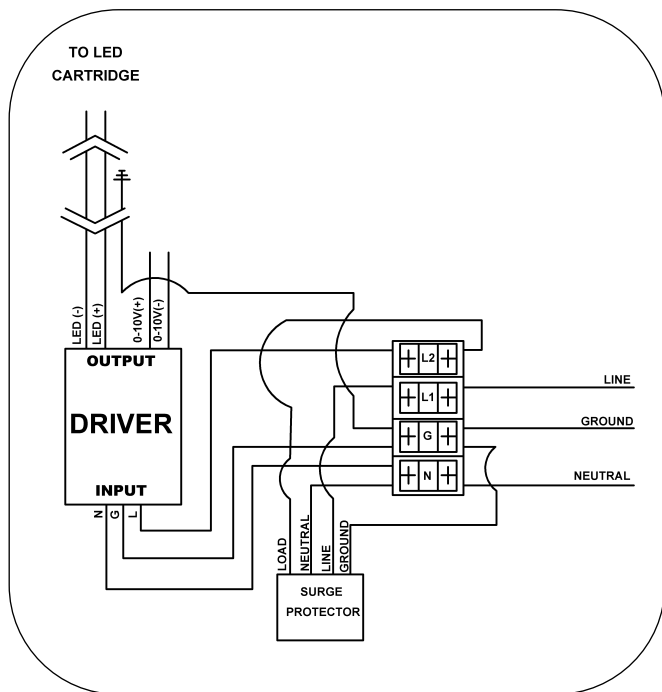 TO LED
CARTRIDGE
LED (-)
LED (+)
0-10V(+)
0-10V(-)
OUTPUT
DRIVER
INPUT
N
G
L
L2
L1
G
N
LINE
GROUND
NEUTRAL
LOAD
NEUTRAL
LINE
GROUND
SURGE
PROTECTOR